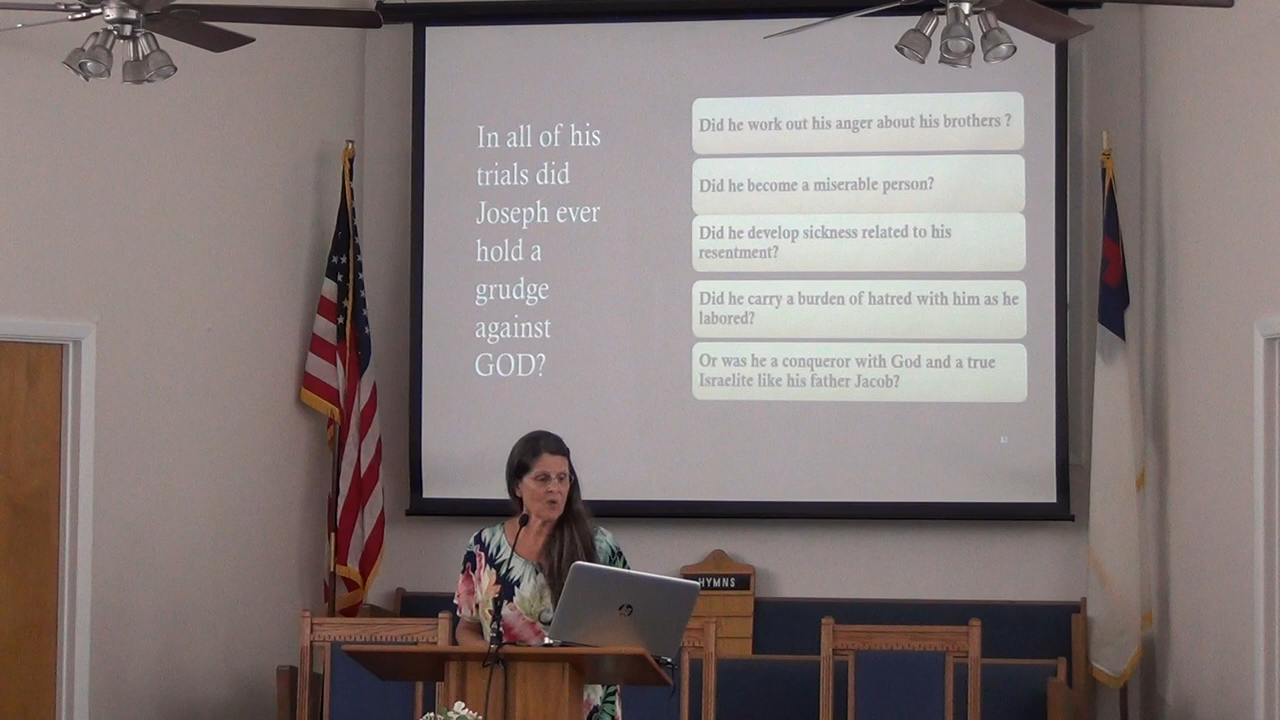 In all of his
trials did
Joseph ever
hold a
grudge
against
GOD?
Did he work out his anger about his brothers ?
Did he become a miserable person?
Did he develop sickness related to his
resentment?
Did he carry a burden of hatred with him as he
labored?
Or was he a conqueror with God and a true
Israelite like his father Jacob?
HYMNS
hp